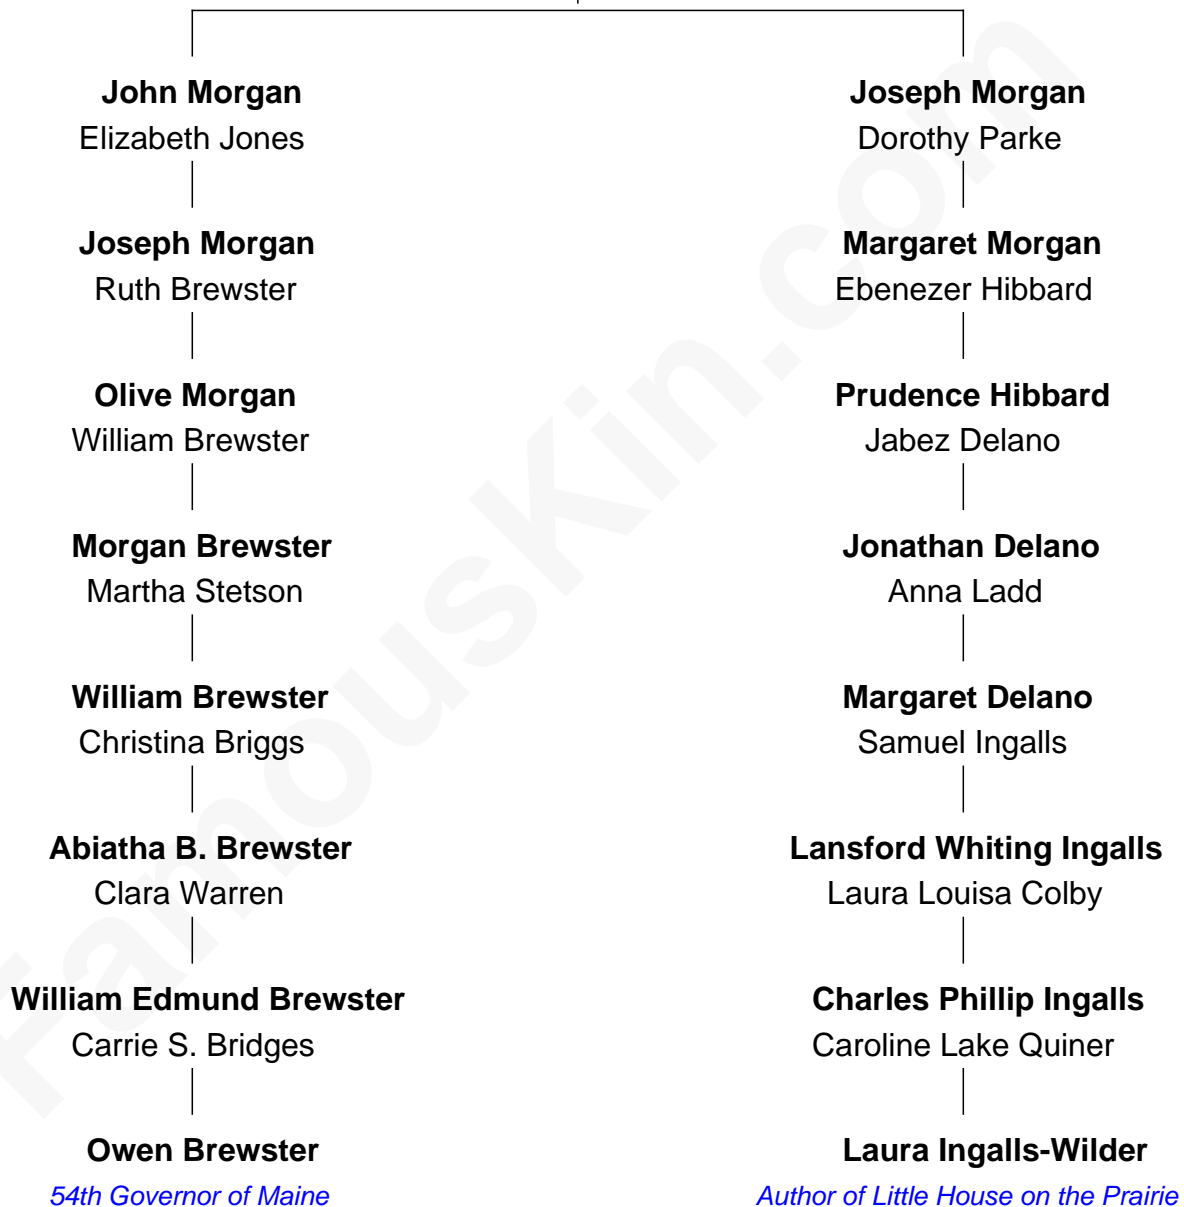 John Morgan
Elizabeth Jones
Joseph Morgan
Dorothy Parke
Joseph Morgan
Ruth Brewster
Margaret Morgan
Ebenezer Hibbard
Olive Morgan
William Brewster
Prudence Hibbard
Jabez Delano
Morgan Brewster
Martha Stetson
Jonathan Delano
Anna Ladd
William Brewster
Christina Briggs
Margaret Delano
Samuel Ingalls
Abiatha B. Brewster
Clara Warren
Lansford Whiting Ingalls
Laura Louisa Colby
William Edmund Brewster
Carrie S. Bridges
Charles Phillip Ingalls
Caroline Lake Quiner
Owen Brewster
54th Governor of Maine
Laura Ingalls-Wilder
Author of Little House on the Prairie
FamousKin.com